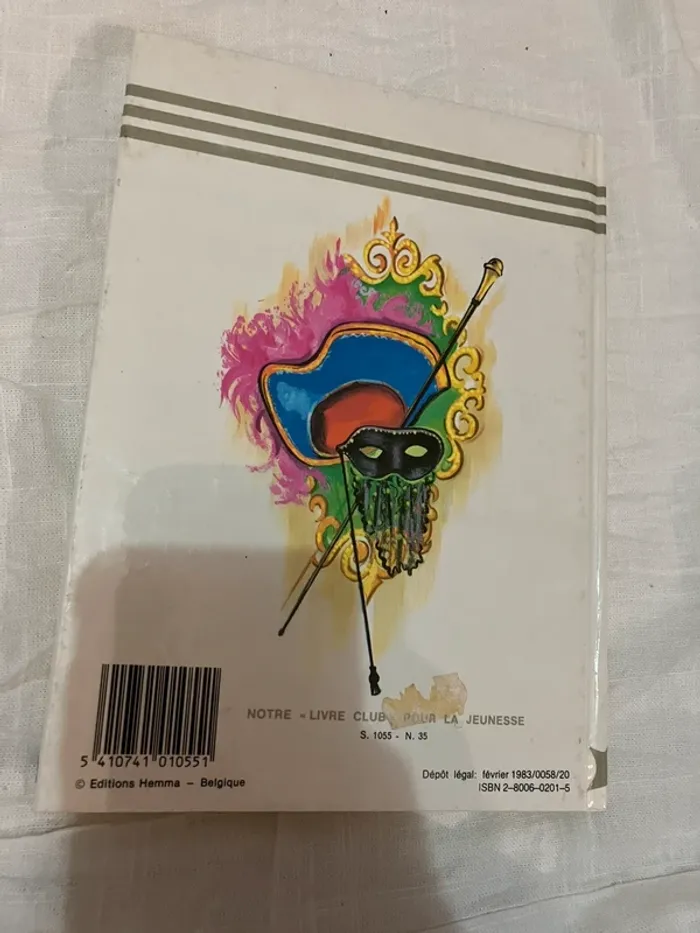 NOTRE « LIVRE CLUB » POUR LA JEUNESSE
S. 1055 - N. 35
5 410741 010551
© Editions Hemma – Belgique
Dépôt légal: février 1983/0058/20
ISBN 2–8006–0201–5